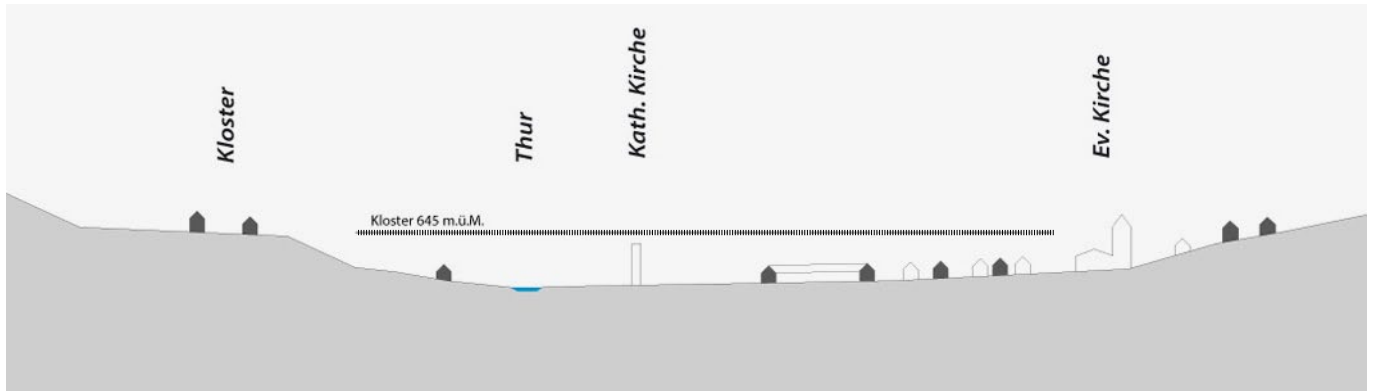 Kloster
Thur
Kath. Kirche
Ev. Kirche
Kloster 645 m.ü.M.